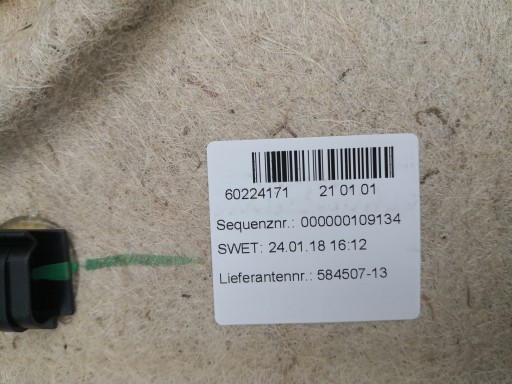 60224171 21 01 01
Sequenznr.: 000000109134
SWET: 24.01.18 16:12
Lieferantennr.: 584507-13